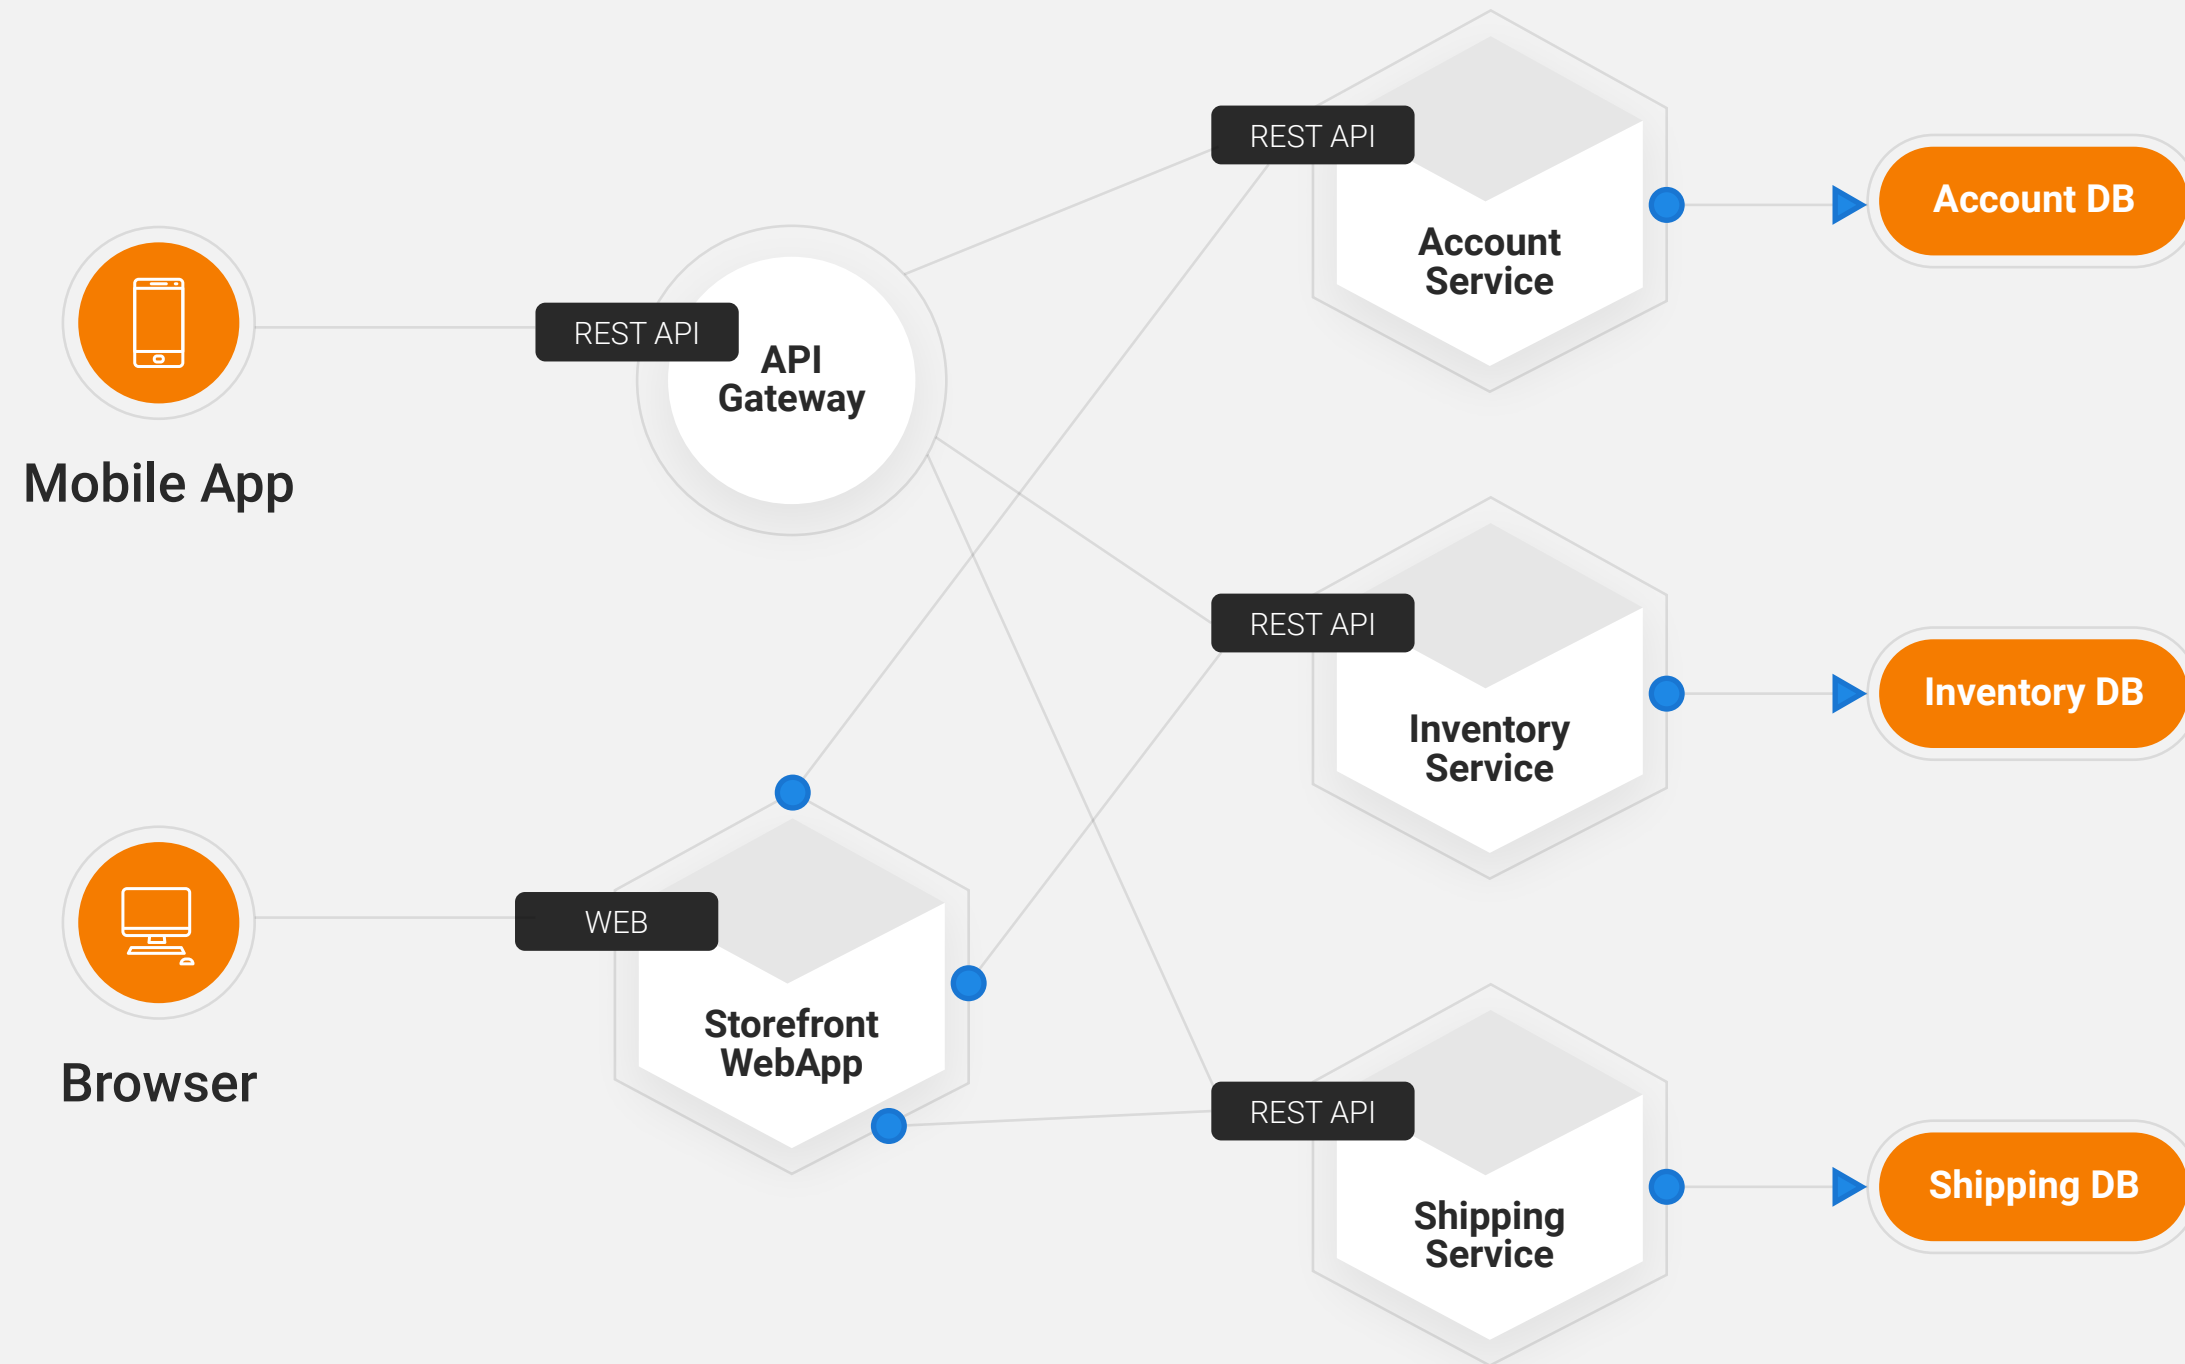 REST API
Account
Service
Account DB
REST API
API
Gateway
Mobile App
REST API
Inventory
Service
Inventory DB
WEB
Storefront
WebApp
Browser
REST API
Shipping
Service
Shipping DB